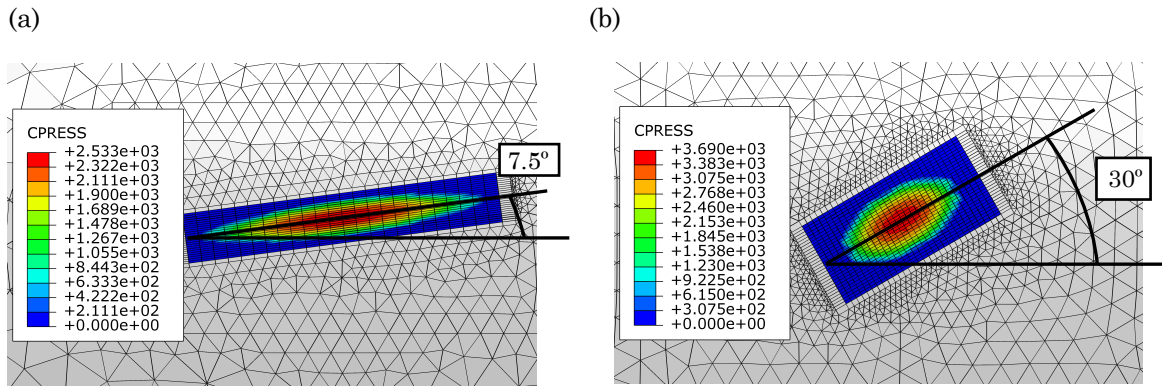 (a)
CPRESS
+2.533e+03
+2.322e+03
+2.111e+03
+1.900e+03
+1.689e+03
+1.478e+03
+1.267e+03
+1.055e+03
+8.443e+02
+6.333e+02
+4.222e+02
+2.111e+02
+0.000e+00
7.5º
(b)
CPRESS
+3.690e+03
+3.383e+03
+3.075e+03
+2.768e+03
+2.460e+03
+2.153e+03
+1.845e+03
+1.538e+03
+1.230e+03
+9.225e+02
+6.150e+02
+3.075e+02
+0.000e+00
30º